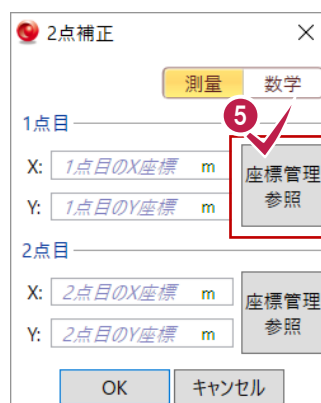 2点補正
測量 数学
5
1点目
X: 1点目のX座標 m
Y: 1点目のY座標 m
座標管理
参照
2点目
X: 2点目のX座標 m
Y: 2点目のY座標 m
座標管理
参照
OK キャンセル